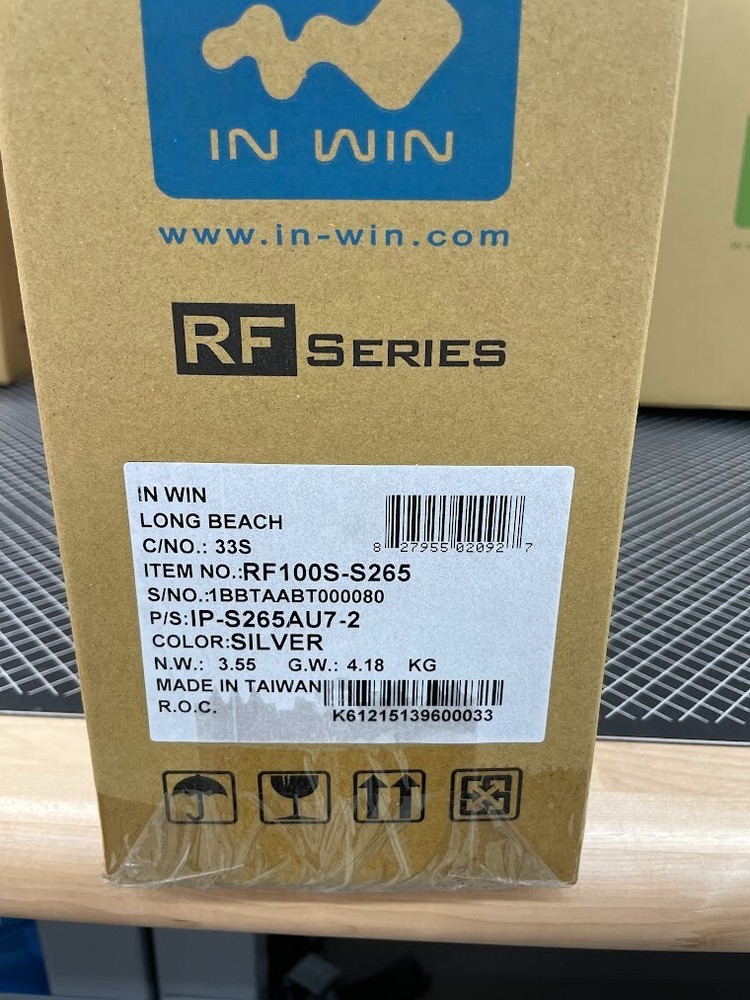 IN WIN
www.in-win.com
RF SERIES
IN WIN
LONG BEACH
8 27955 02092 7
C/NO.: 33S
ITEM NO.:RF100S-S265
S/NO.:1BBTAABT000080
P/S:IP-S265AU7-2
COLOR:SILVER
N.W.: 3.55 G.W.: 4.18 KG
MADE IN TAIWAN
R.O.C.
K61215139600033